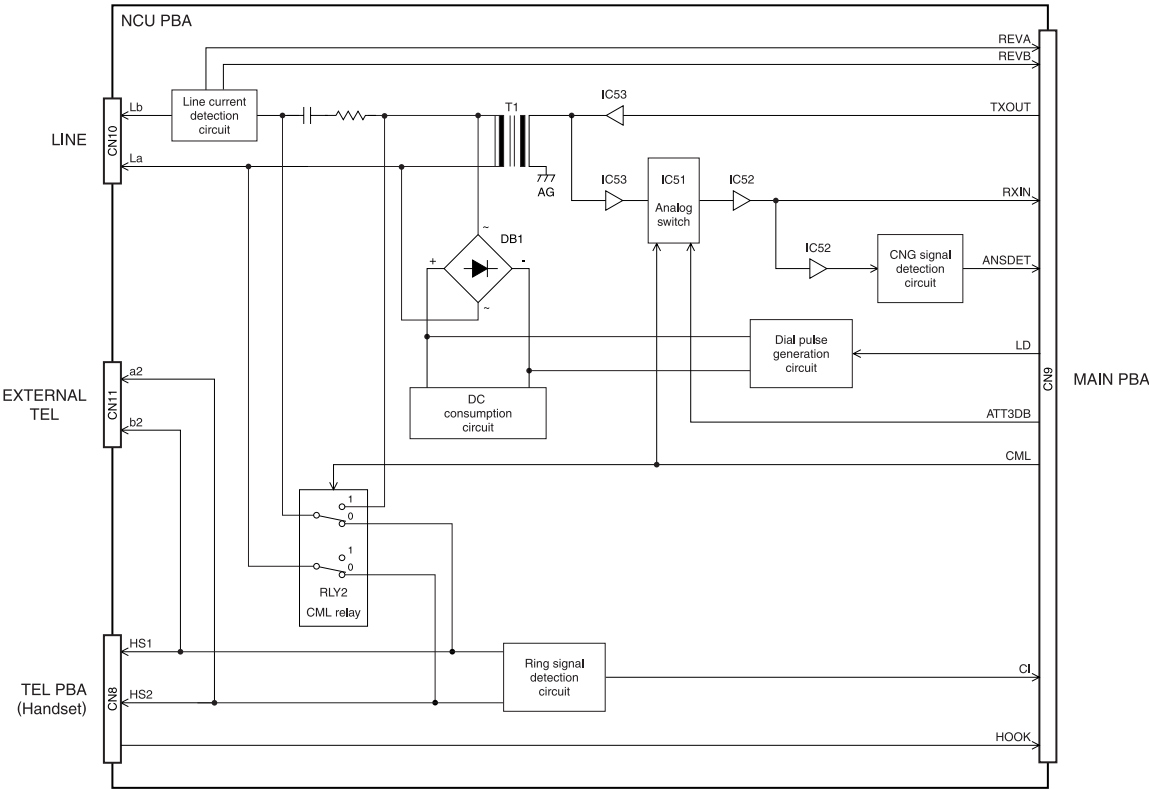 NCU PBA
REVA
REVB
Lb
Line current
detection
circuit
T1
IC53
TXOUT
LINE
CN10
La
AG
IC53
IC51
Analog
switch
IC52
RXIN
DB1
~
+
-
~
IC52
CNG signal
detection
circuit
ANSDET
Dial pulse
generation
circuit
LD
CN9
MAIN PBA
EXTERNAL
TEL
CN11
a2
b2
DC
consumption
circuit
ATT3DB
CML
1
0
1
0
RLY2
CML relay
TEL PBA
(Handset)
CN8
HS1
HS2
Ring signal
detection
circuit
CI
HOOK